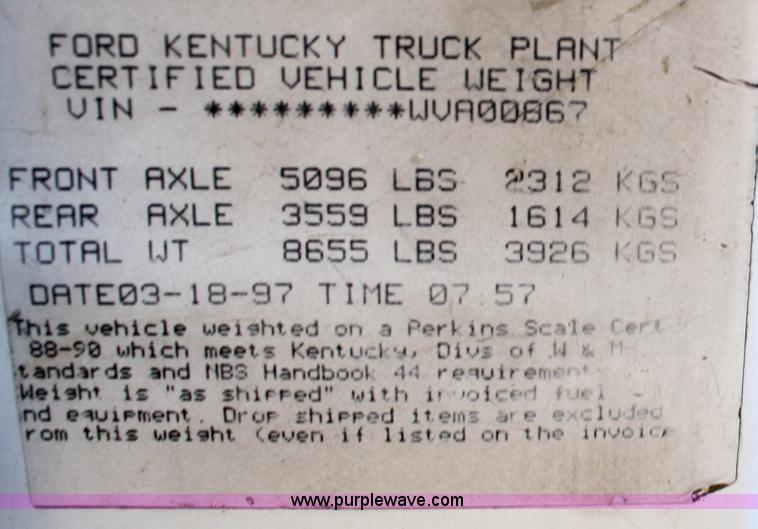 FORD KENTUCKY TRUCK PLANT
CERTIFIED VEHICLE WEIGHT
VIN - *********WVA00867
FRONT AXLE 5096 LBS 2312 KGS
REAR AXLE 3559 LBS 1614 KGS
TOTAL WT 8655 LBS 3926 KGS
DATE03-18-97 TIME 07 57
This vehicle weighted on a Perkins Scale Cert
88-90 which meets Kentucky, Divs of W & M
tandards and NBS Handbook 44 requirements
Weight is "as shipped" with invoiced fuel
nd equipment. Drop shipped items are excluded
rom this weight (even if listed on the invoice
www.purplewave.com